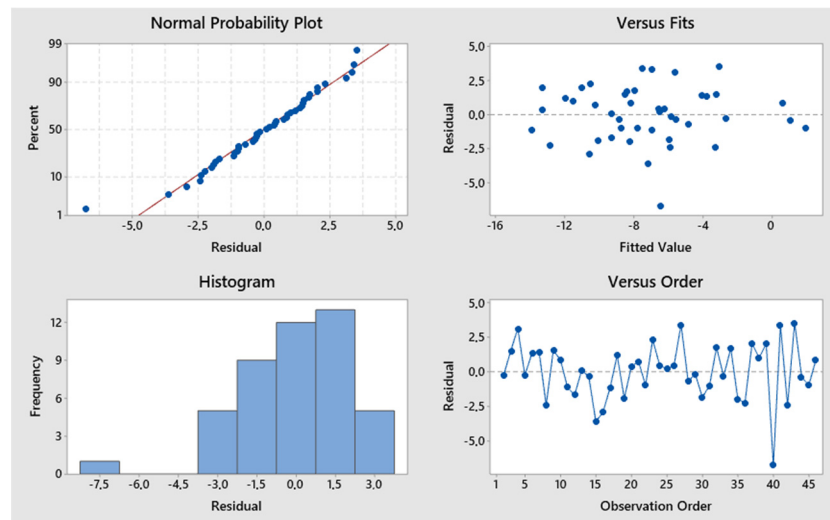 Normal Probability Plot
99
90
50
10
1
Percent
-5,0 -2,5 0,0 2,5 5,0
Residual
Versus Fits
5,0
2,5
0,0
-2,5
-5,0
Residual
-16 -12 -8 -4 0
Fitted Value
Histogram
12
9
6
3
0
Frequency
-7,5 -6,0 -4,5 -3,0 -1,5 0,0 1,5 3,0
Residual
Versus Order
5,0
2,5
0,0
-2,5
-5,0
Residual
1 5 10 15 20 25 30 35 40 45
Observation Order